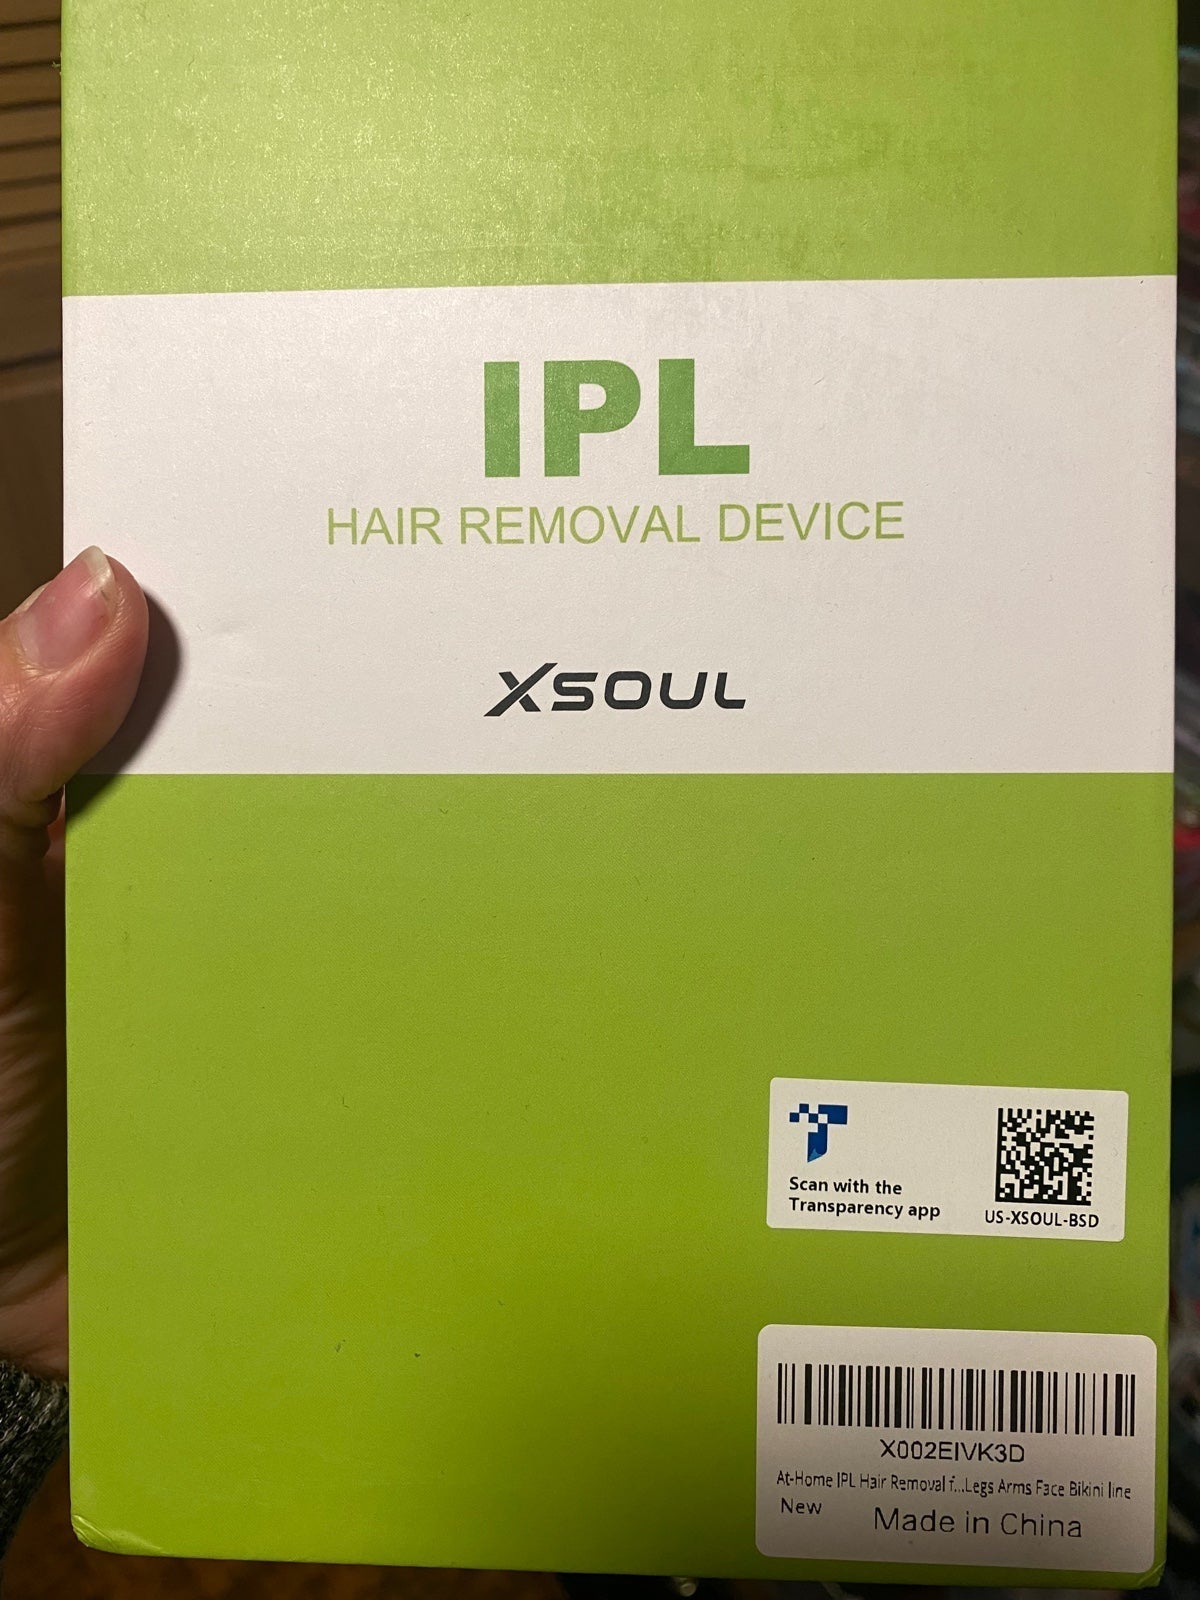 IPL
HAIR REMOVAL DEVICE
XSOUL
Scan with the
Transparency app
US-XSOUL-BSD
X002EIVK3D
At-Home IPL Hair Removal f...Legs Arms Face Bikini line
New
Made in China